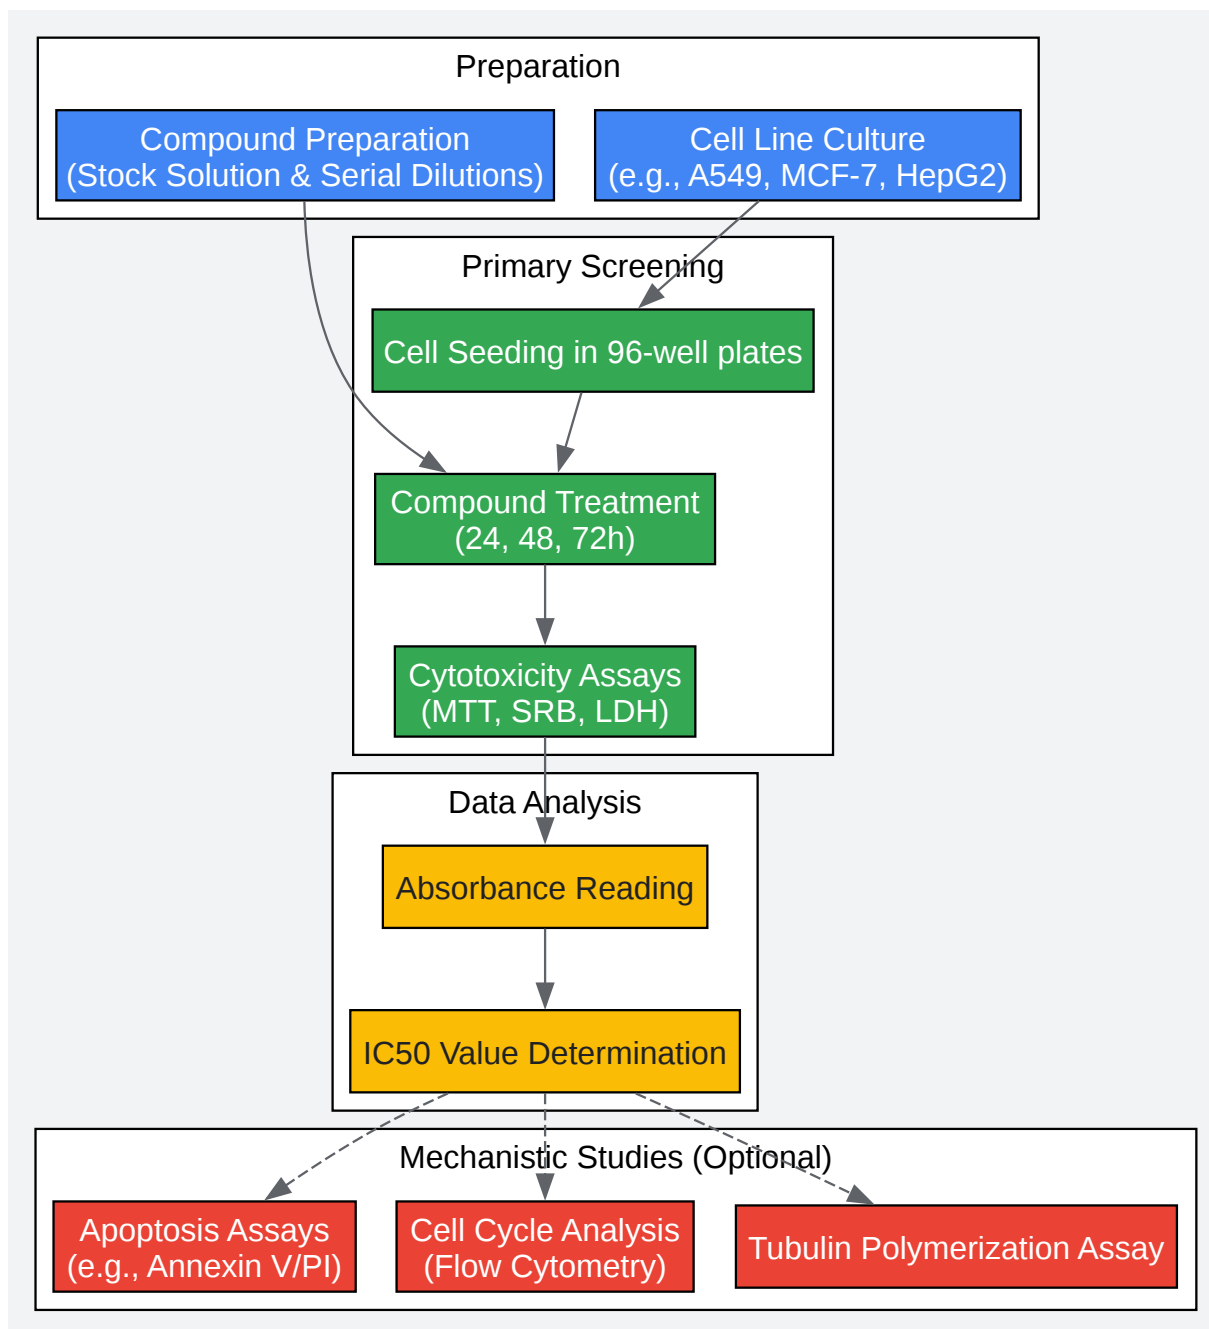 Preparation
Compound Preparation
(Stock Solution & Serial Dilutions)
Cell Line Culture
(e.g., A549, MCF-7, HepG2)
Primary Screening
Cell Seeding in 96-well plates
Compound Treatment
(24, 48, 72h)
Cytotoxicity Assays
(MTT, SRB, LDH)
Data Analysis
Absorbance Reading
IC50 Value Determination
Mechanistic Studies (Optional)
Apoptosis Assays
(e.g., Annexin V/PI)
Cell Cycle Analysis
(Flow Cytometry)
Tubulin Polymerization Assay